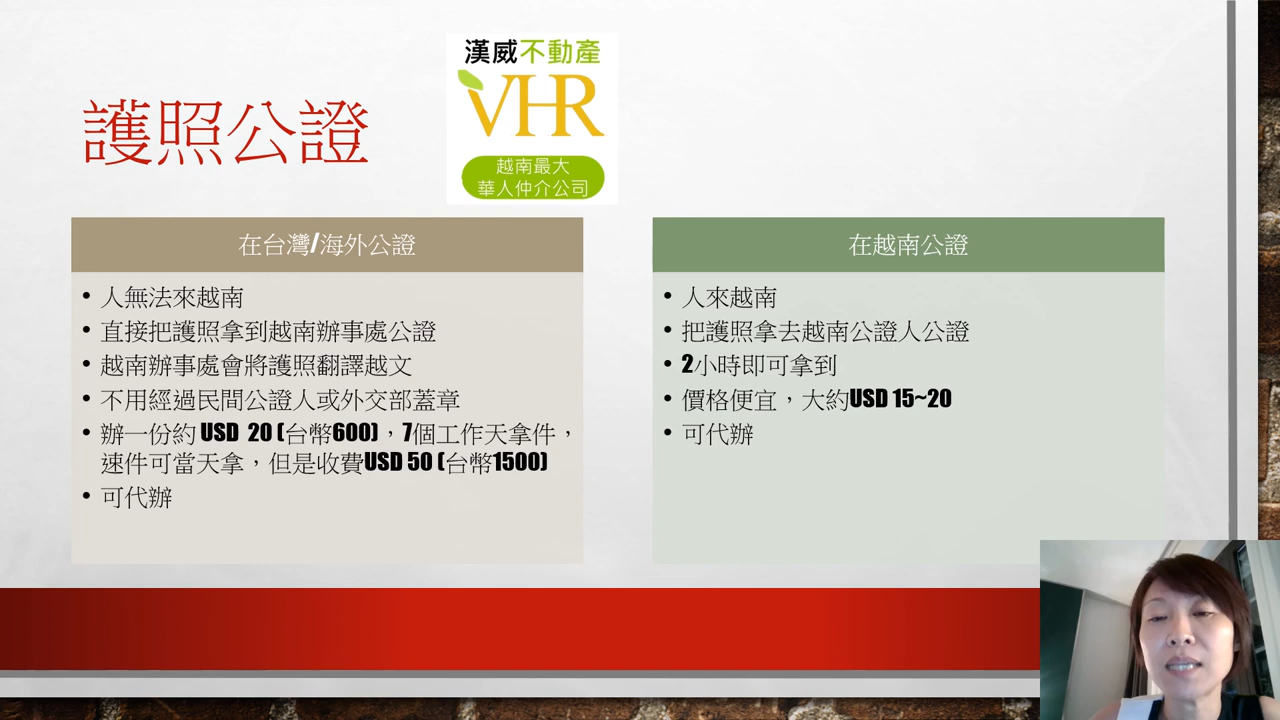 漢威不動產
VHR
越南最大
華人仲介公司
護照公證
在台灣/海外公證
• 人無法來越南
• 直接把護照拿到越南辦事處公證
• 越南辦事處會將護照翻譯越文
• 不用經過民間公證人或外交部蓋章
• 辦一份約 USD 20 (台幣600)，7個工作天拿件，
速件可當天拿，但是收費USD 50 (台幣1500)
• 可代辦
在越南公證
• 人來越南
• 把護照拿去越南公證人公證
• 2小時即可拿到
• 價格便宜，大約USD 15~20
• 可代辦